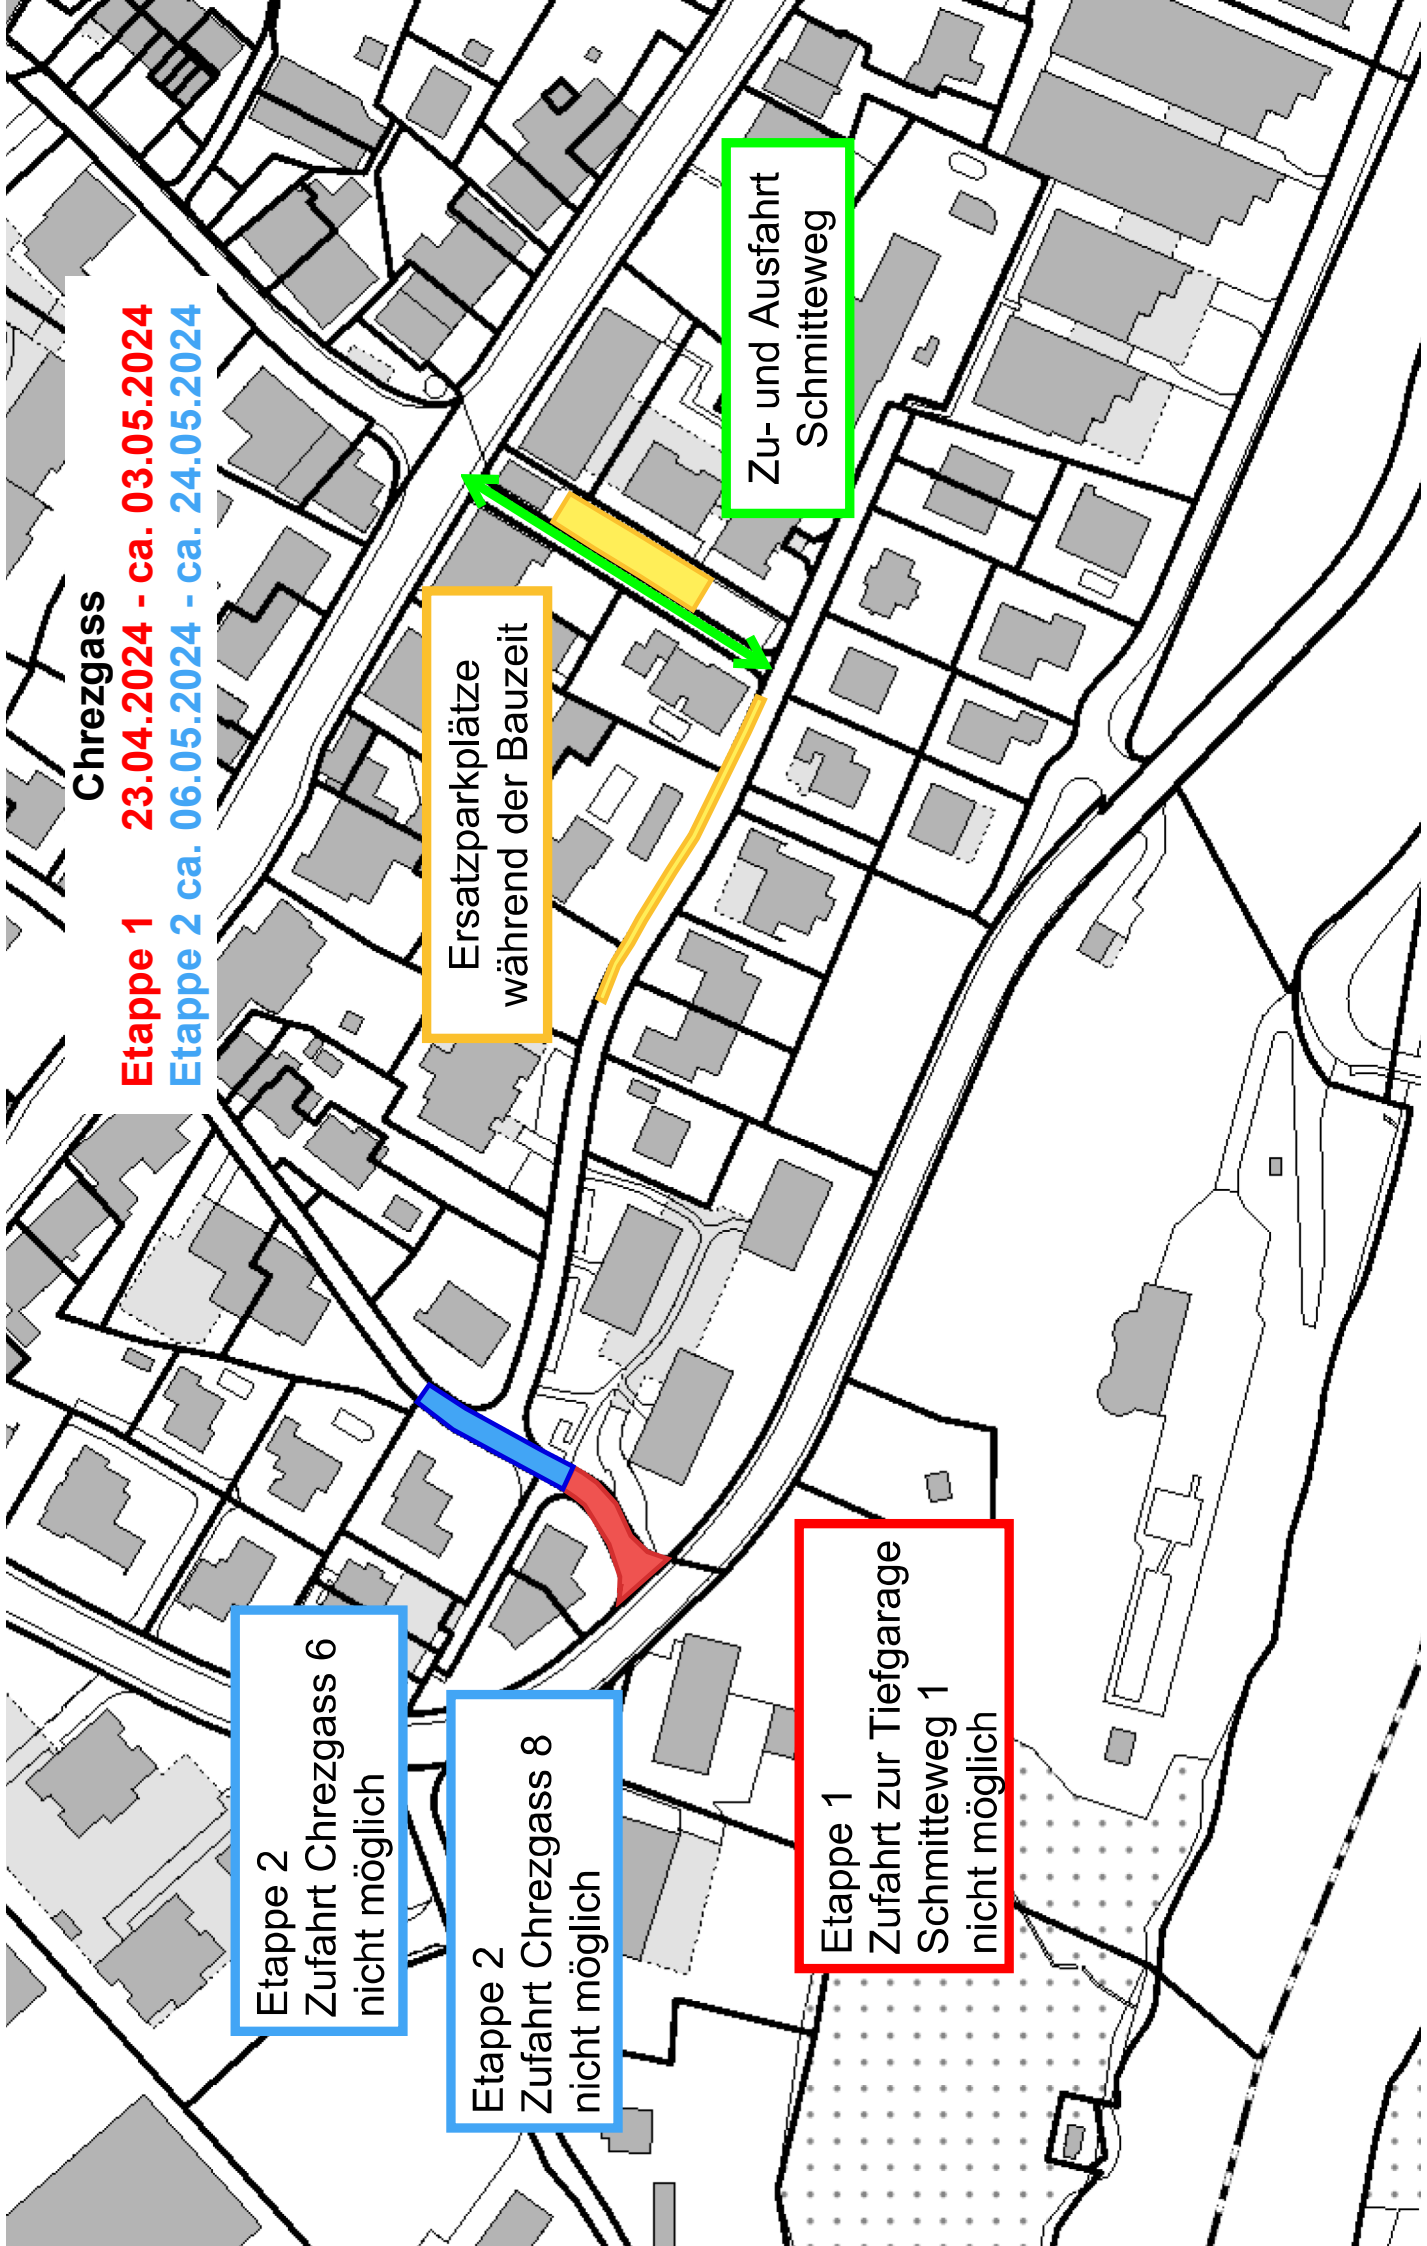 Chrezgass
Etappe 1 23.04.2024 - ca. 03.05.2024
Etappe 2 ca. 06.05.2024 - ca. 24.05.2024
Etappe 2
Zufahrt Chrezgass 6
nicht möglich
Etappe 2
Zufahrt Chrezgass 8
nicht möglich
Ersatzparkplätze
während der Bauzeit
Zu- und Ausfahrt
Schmitteweg
Etappe 1
Zufahrt zur Tiefgarage
Schmitteweg 1
nicht möglich